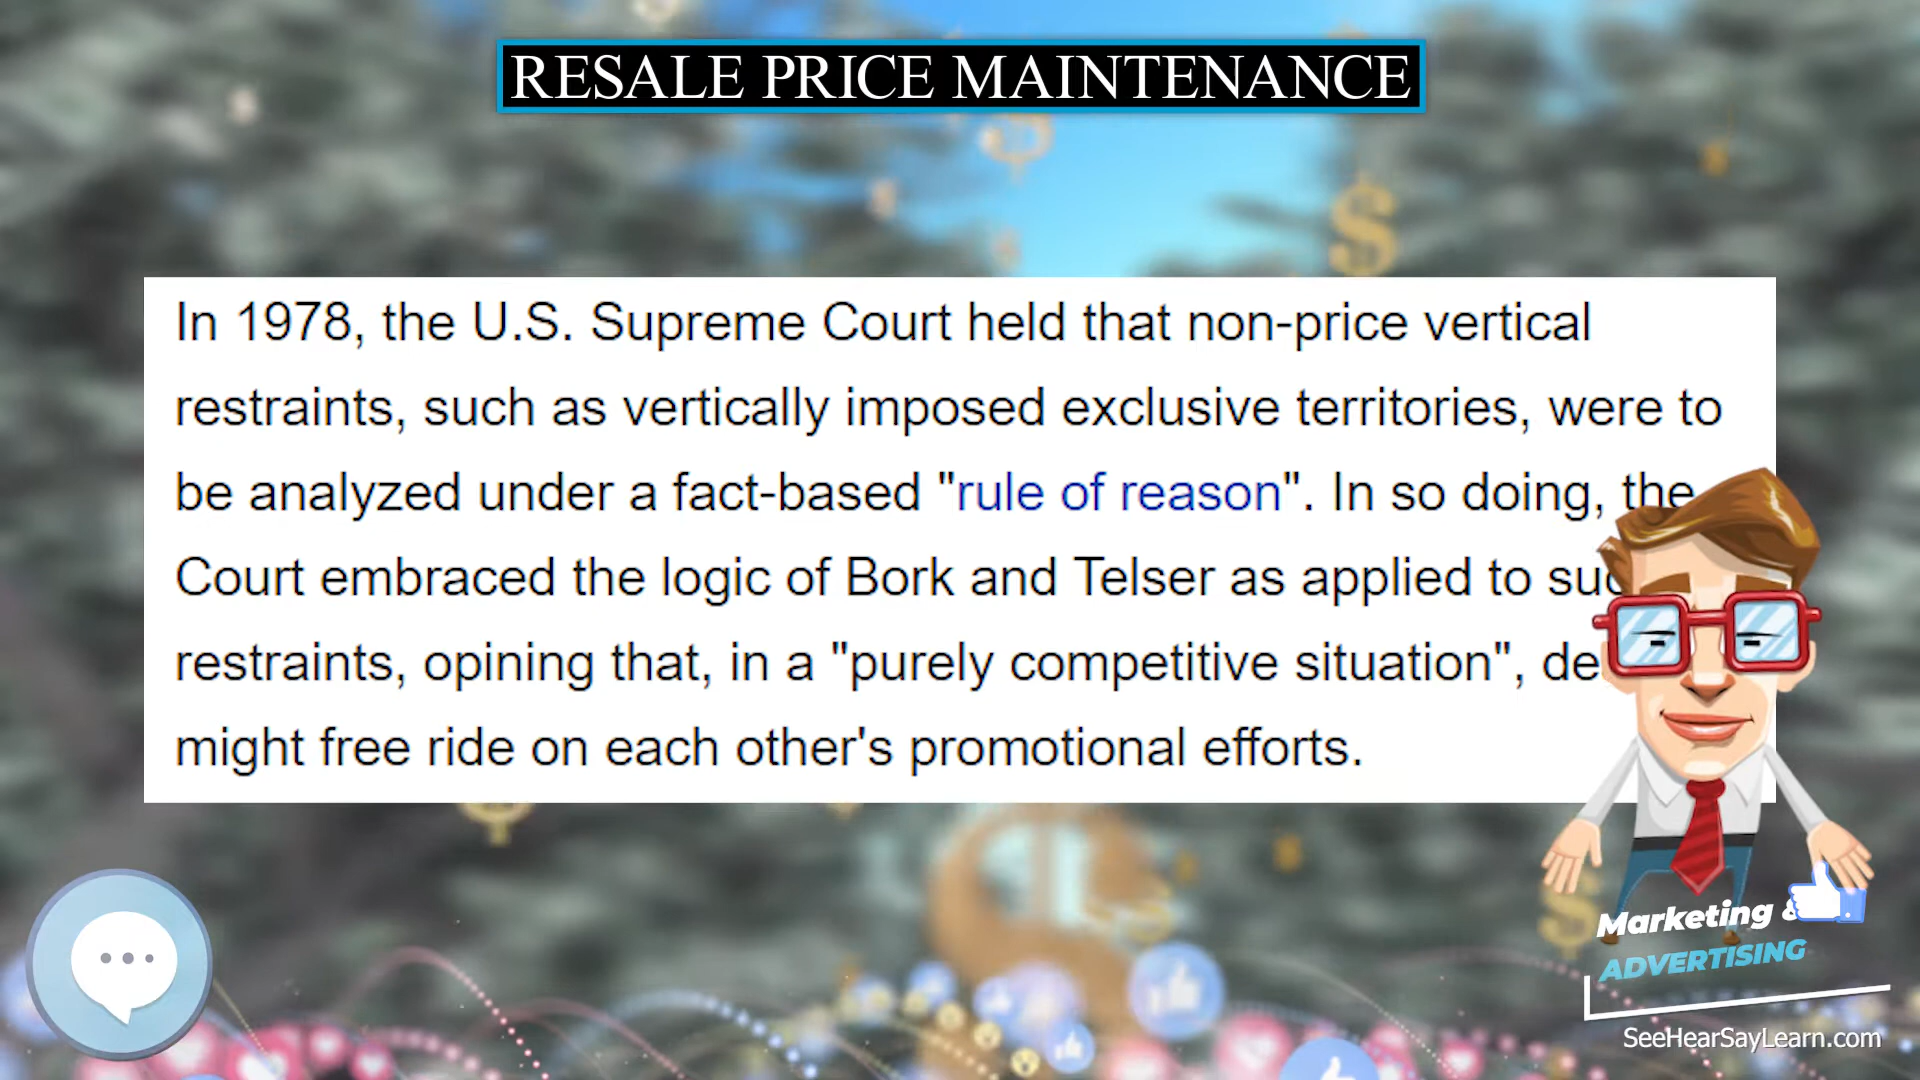 RESALE PRICE MAINTENANCE
In 1978, the U.S. Supreme Court held that non-price vertical
restraints, such as vertically imposed exclusive territories, were to
be analyzed under a fact-based "rule of reason". In so doing, the
Court embraced the logic of Bork and Telser as applied to
restraints, opining that, in a "purely competitive situation",
might free ride on each other's promotional efforts.
Marketing &
ADVERTISING
SeeHearSayLearn.com